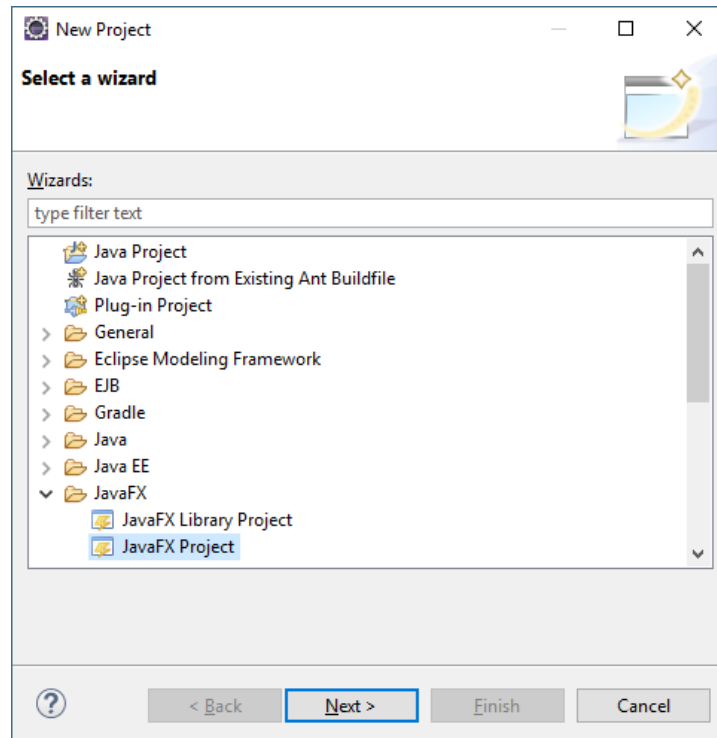 New Project
Select a wizard
Wizards:
type filter text
Java Project
Java Project from Existing Ant Buildfile
Plug-in Project
General
Eclipse Modeling Framework
EJB
Gradle
Java
Java EE
JavaFX
JavaFX Library Project
JavaFX Project
? < Back Next > Finish Cancel